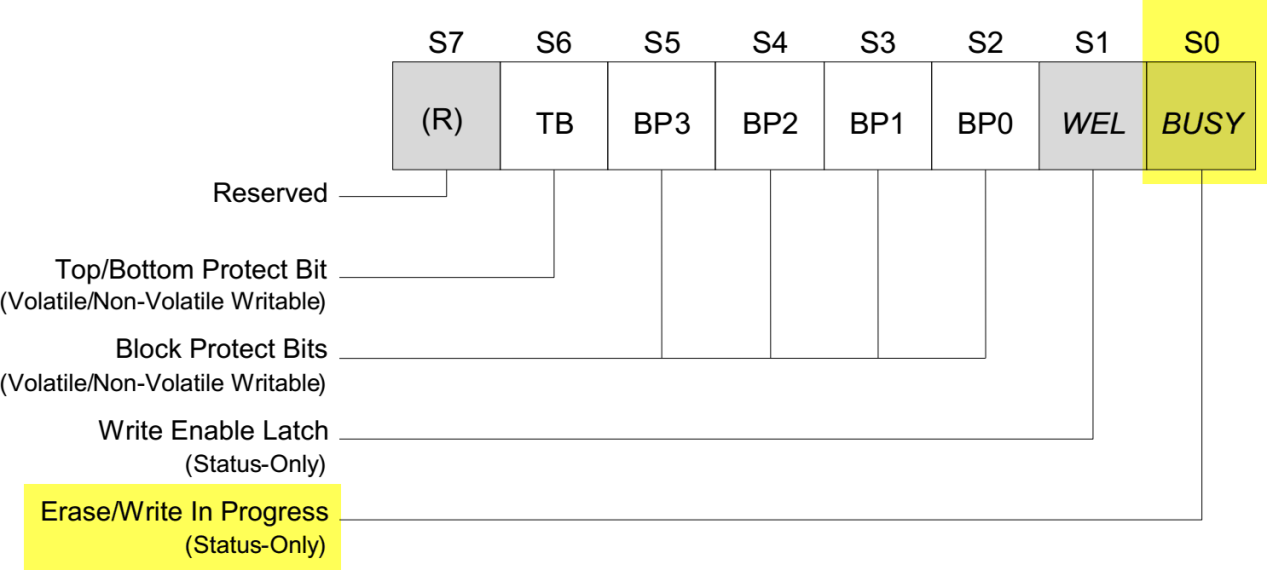 S7 S6 S5 S4 S3 S2 S1 S0
(R) TB BP3 BP2 BP1 BP0 WEL BUSY
Reserved
Top/Bottom Protect Bit
(Volatile/Non-Volatile Writable)
Block Protect Bits
(Volatile/Non-Volatile Writable)
Write Enable Latch
(Status-Only)
Erase/Write In Progress
(Status-Only)